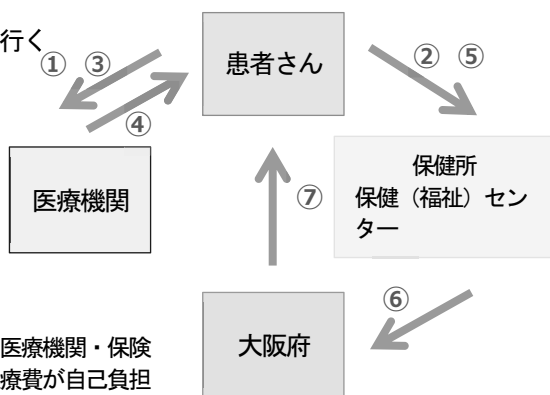 行く
① ③
患者さん
② ⑤
④
医療機関
保健所
保健（福祉）セン
ター
⑦
⑥
大阪府
医療機関・保険
療費が自己負担